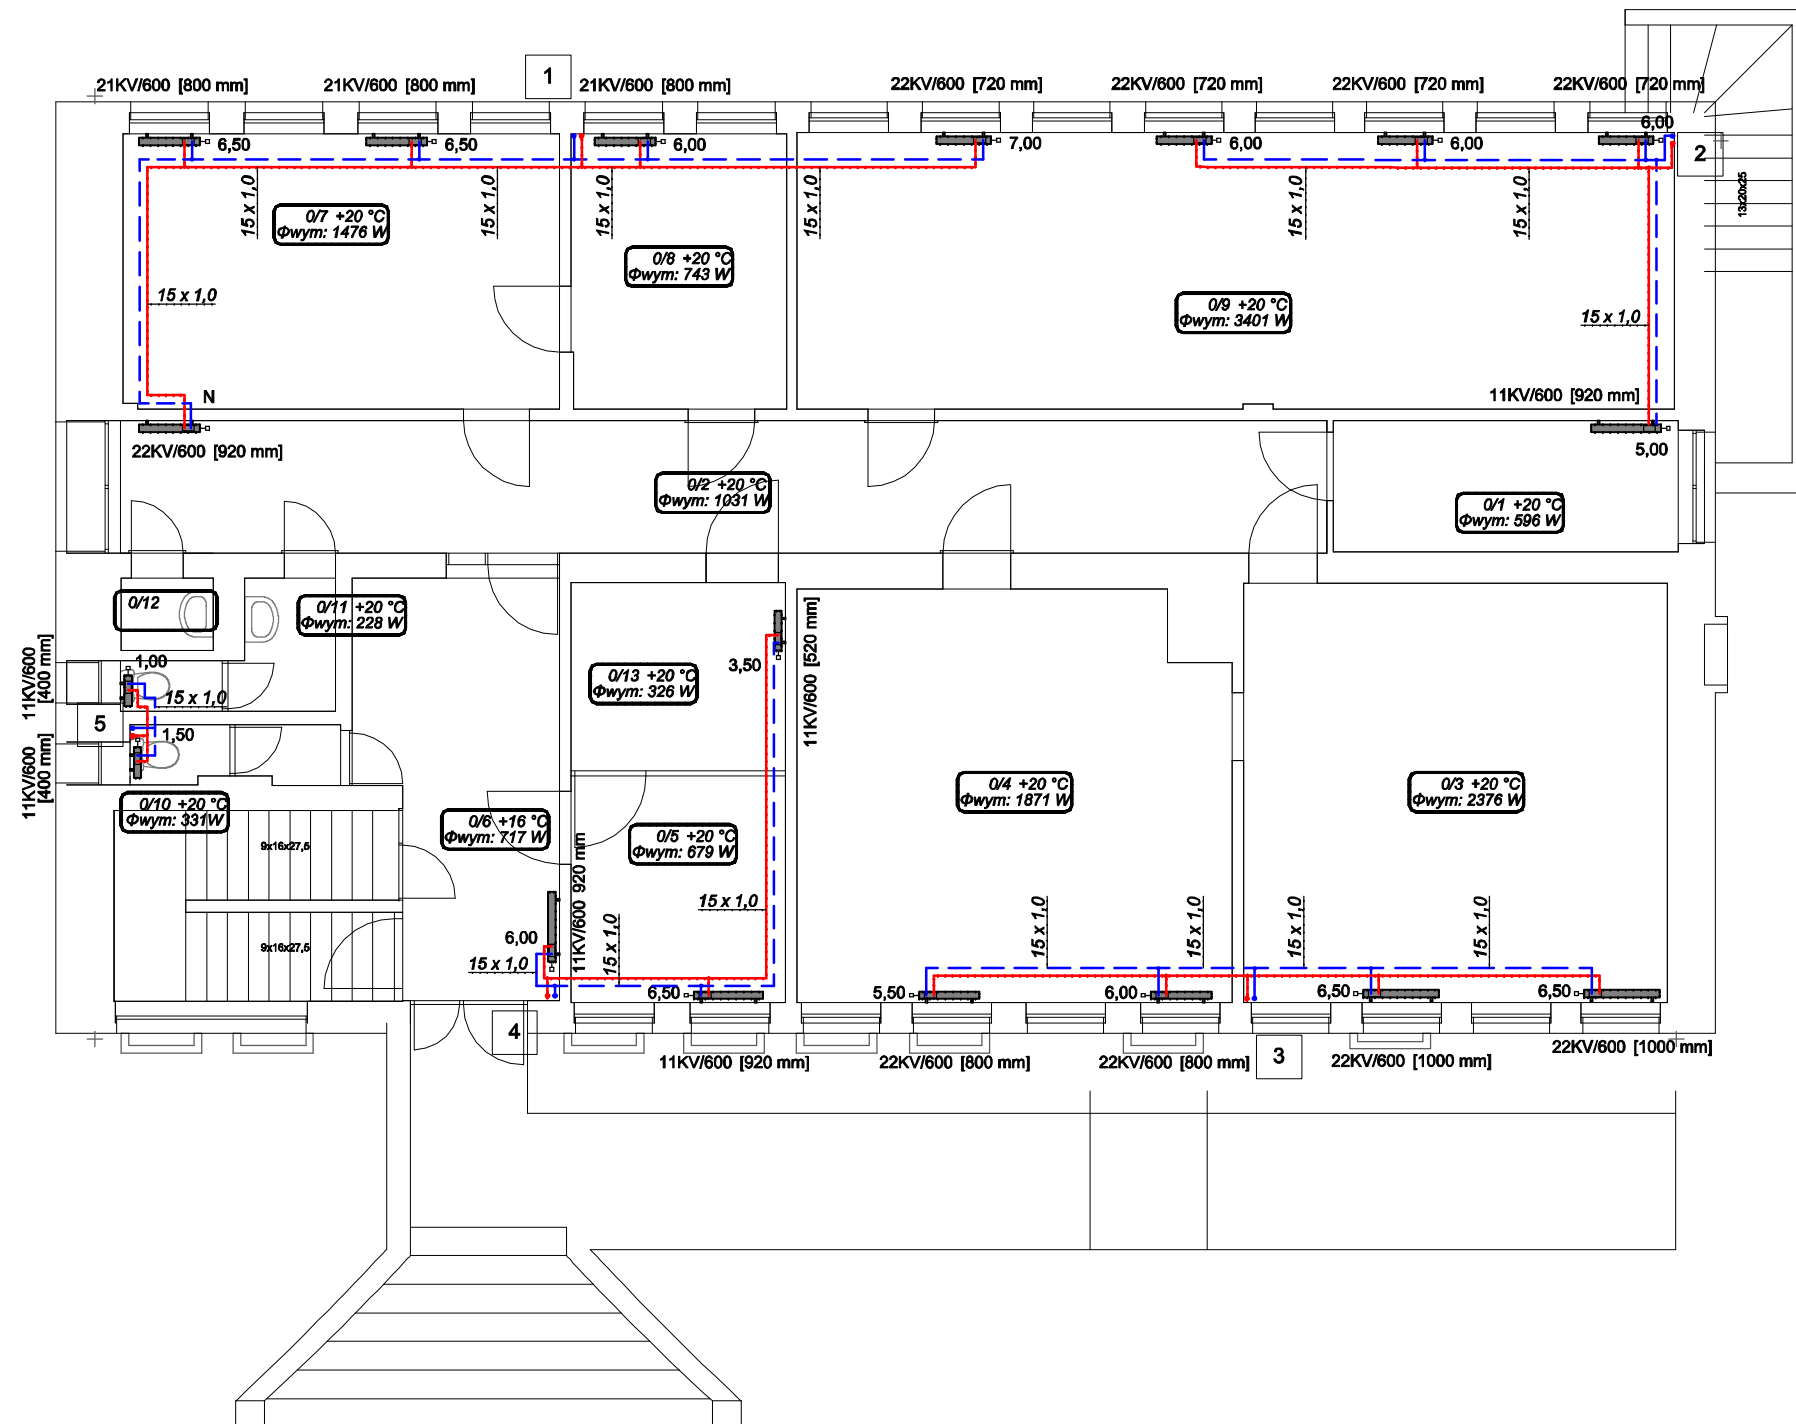 1
21KV/600 [800 mm]
21KV/600 [800 mm]
21KV/600 [800 mm]
22KV/600 [720 mm]
22KV/600 [720 mm]
22KV/600 [720 mm]
22KV/600 [720 mm]
6,00
6,50
6,50
6,00
7,00
6,00
6,00
2
13x20x25
15 x 1,0
15 x 1,0
15 x 1,0
15 x 1,0
15 x 1,0
15 x 1,0
0/7 +20 °C
Φwym: 1476 W
0/8 +20 °C
Φwym: 743 W
15 x 1,0
0/9 +20 °C
Φwym: 3401 W
15 x 1,0
N
11KV/600 [920 mm]
22KV/600 [920 mm]
5,00
0/2 +20 °C
Φwym: 1031 W
0/1 +20 °C
Φwym: 596 W
0/12
0/11 +20 °C
Φwym: 228 W
11KV/600
[400 mm]
1,00
15 x 1,0
5
1,50
11KV/600
[400 mm]
3,50
11KV/600 [520 mm]
0/13 +20 °C
Φwym: 326 W
0/4 +20 °C
Φwym: 1871 W
0/3 +20 °C
Φwym: 2376 W
0/10 +20 °C
Φwym: 331W
0/6 +16 °C
Φwym: 717 W
0/5 +20 °C
Φwym: 679 W
9x16x27,5
11KV/600 920 mm
15 x 1,0
15 x 1,0
15 x 1,0
15 x 1,0
15 x 1,0
15 x 1,0
9x16x27,5
6,00
15 x 1,0
6,50
5,50
6,00
6,50
6,50
4
3
11KV/600 [920 mm]
22KV/600 [800 mm]
22KV/600 [800 mm]
22KV/600 [1000 mm]
22KV/600 [1000 mm]